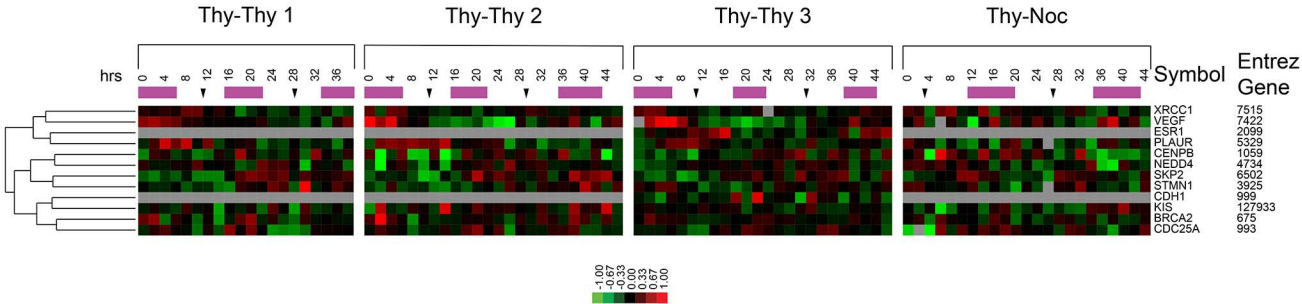 Thy-Thy 1 Thy-Thy 2 Thy-Thy 3 Thy-Noc
hrs 0 4 8 12 16 20 24 28 32 36 0 4 8 12 16 20 24 28 32 36 40 44 0 4 8 12 16 20 24 28 32 36 40 44 0 4 8 12 16 20 24 28 32 36 40 44 Symbol Entrez Gene
XRCC1 7515
VEGF 7422
ESR1 2099
PLAUR 5329
CENPB 1059
NEDD4 4734
SKP2 6502
STMN1 3925
CDH1 999
KIS 127933
BRCA2 675
CDC25A 993
-1.00 -0.67 -0.33 0.00 0.33 0.67 1.00